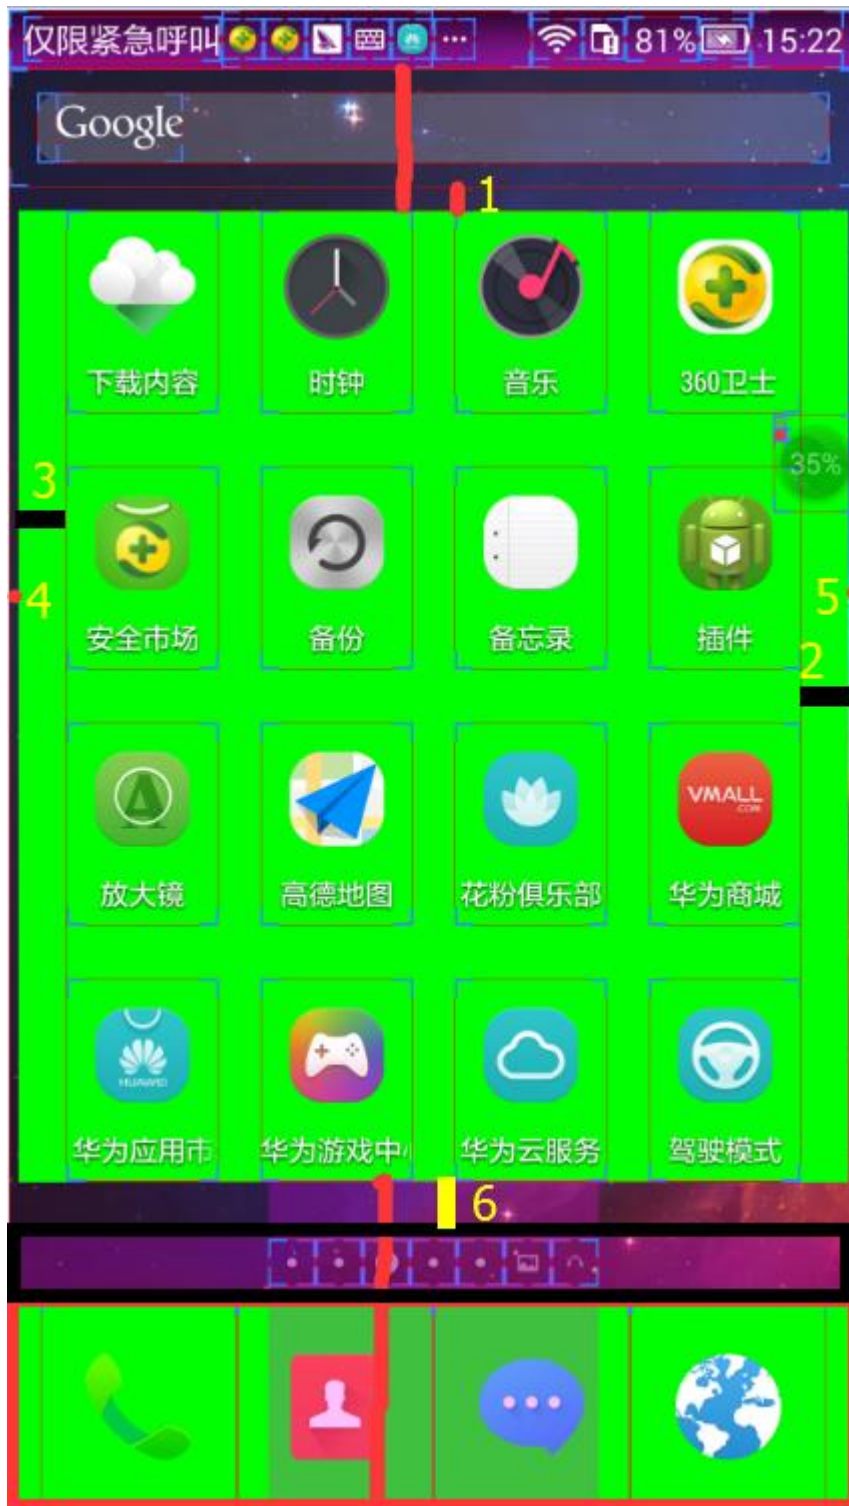 仅限紧急呼叫 81% 15:22
Google
1
下载内容 时钟 音乐 360卫士
35%
3
4 5
安全市场 备份 备忘录 插件
2
VMALL
.COM
放大镜 高德地图 花粉俱乐部 华为商城
HUAWEI
华为应用市 华为游戏中 华为云服务 驾驶模式
6